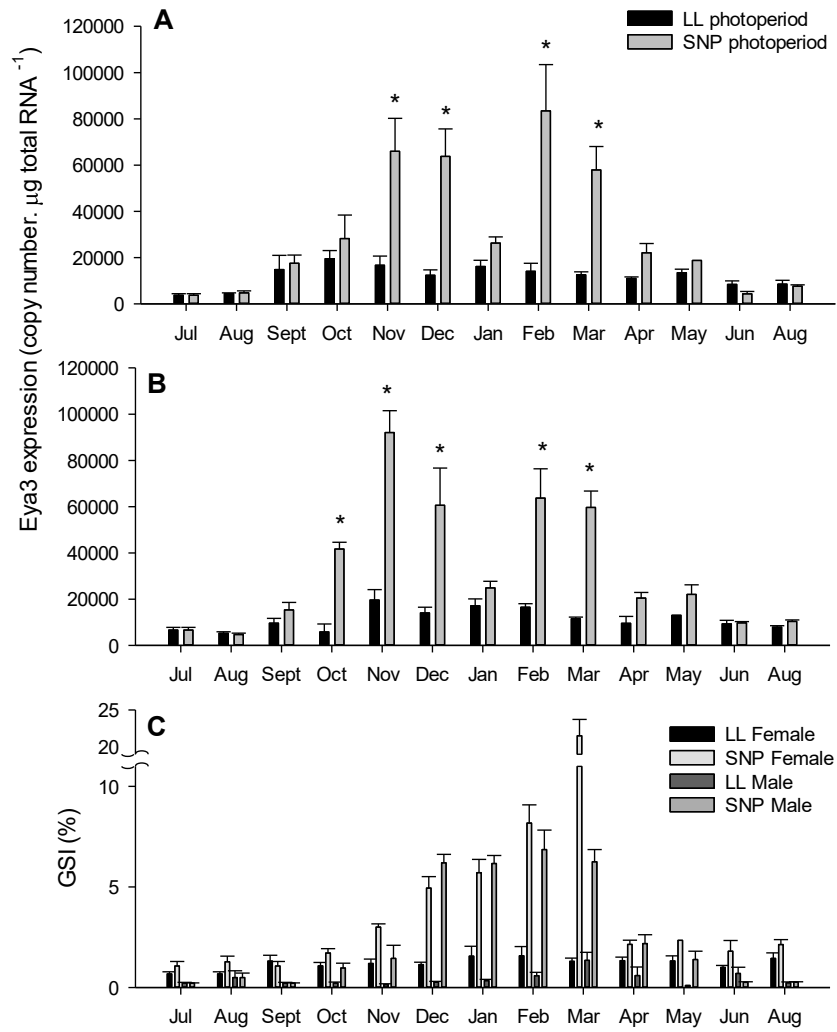 A
LL photoperiod
SNP photoperiod
120000
100000
80000
60000
40000
20000
0
* * * *
Jul Aug Sept Oct Nov Dec Jan Feb Mar Apr May Jun Aug
Eya3 expression (copy number. µg total RNA -1)
B
120000
100000
80000
60000
40000
20000
0
* * * * *
Jul Aug Sept Oct Nov Dec Jan Feb Mar Apr May Jun Aug
C
LL Female
SNP Female
LL Male
SNP Male
25
20
10
5
0
GSI (%)
Jul Aug Sept Oct Nov Dec Jan Feb Mar Apr May Jun Aug